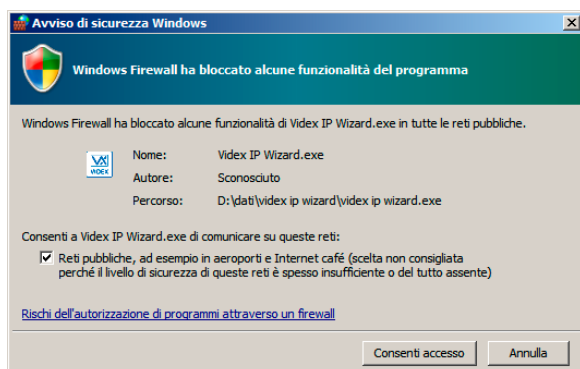 Avviso di sicurezza Windows
Windows Firewall ha bloccato alcune funzionalità del programma
Windows Firewall ha bloccato alcune funzionalità di Videx IP Wizard.exe in tutte le reti pubbliche.
VIDEX
Nome: Videx IP Wizard.exe
Autore: Sconosciuto
Percorso: D:\dati\videx ip wizard\videx ip wizard.exe
Consenti a Videx IP Wizard.exe di comunicare su queste reti:
Reti pubbliche, ad esempio in aeroporti e Internet café (scelta non consigliata
perché il livello di sicurezza di queste reti è spesso insufficiente o del tutto assente)
Rischi dell'autorizzazione di programmi attraverso un firewall
Consenti accesso Annulla